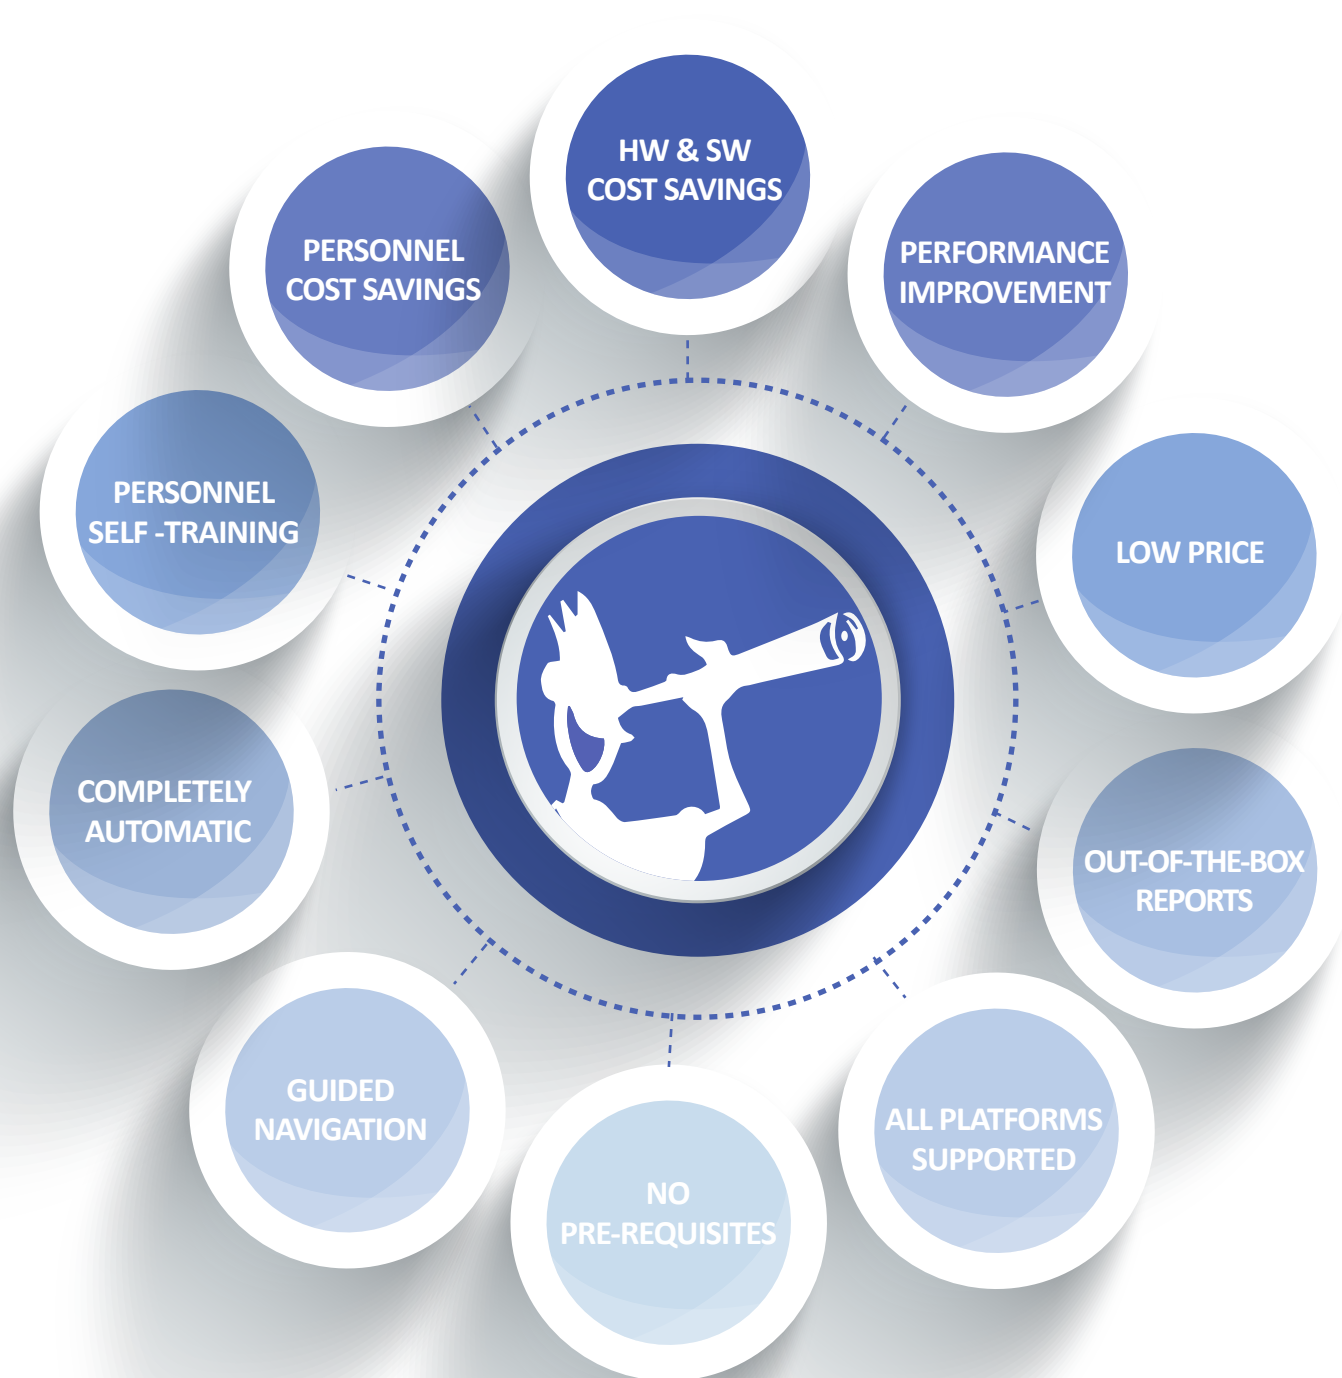 HW & SW
COST SAVINGS
PERFORMANCE
IMPROVEMENT
LOW PRICE
OUT-OF-THE-BOX
REPORTS
ALL PLATFORMS
SUPPORTED
NO
PRE-REQUISITES
GUIDED
NAVIGATION
COMPLETELY
AUTOMATIC
PERSONNEL
SELF -TRAINING
PERSONNEL
COST SAVINGS